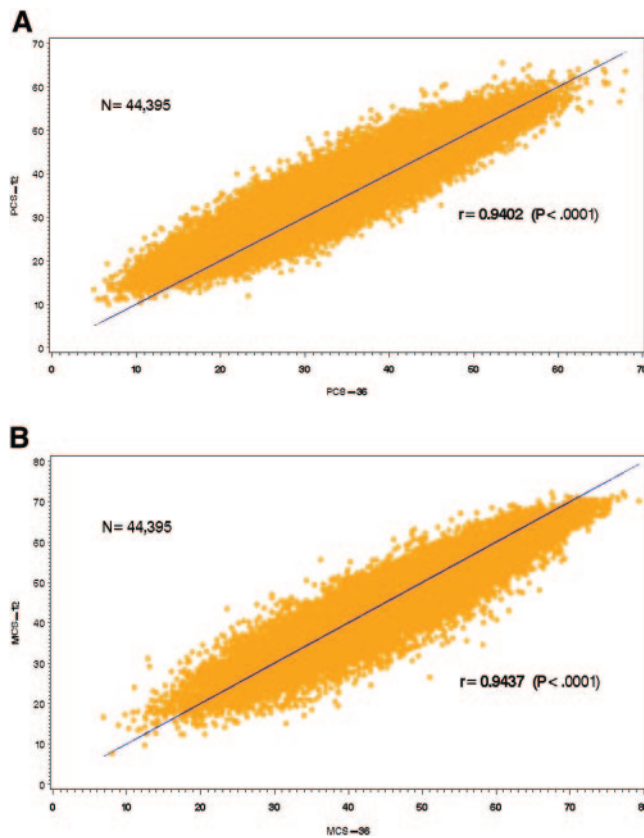 A
70
60
50
40
30
20
10
0
PCS-12
N= 44,395
r= 0.9402 (P< .0001)
0 10 20 30 40 50 60 70
PCS-36
B
80
70
60
50
40
30
20
10
0
MCS-12
N= 44,395
r= 0.9437 (P< .0001)
0 10 20 30 40 50 60 70 80
MCS-36